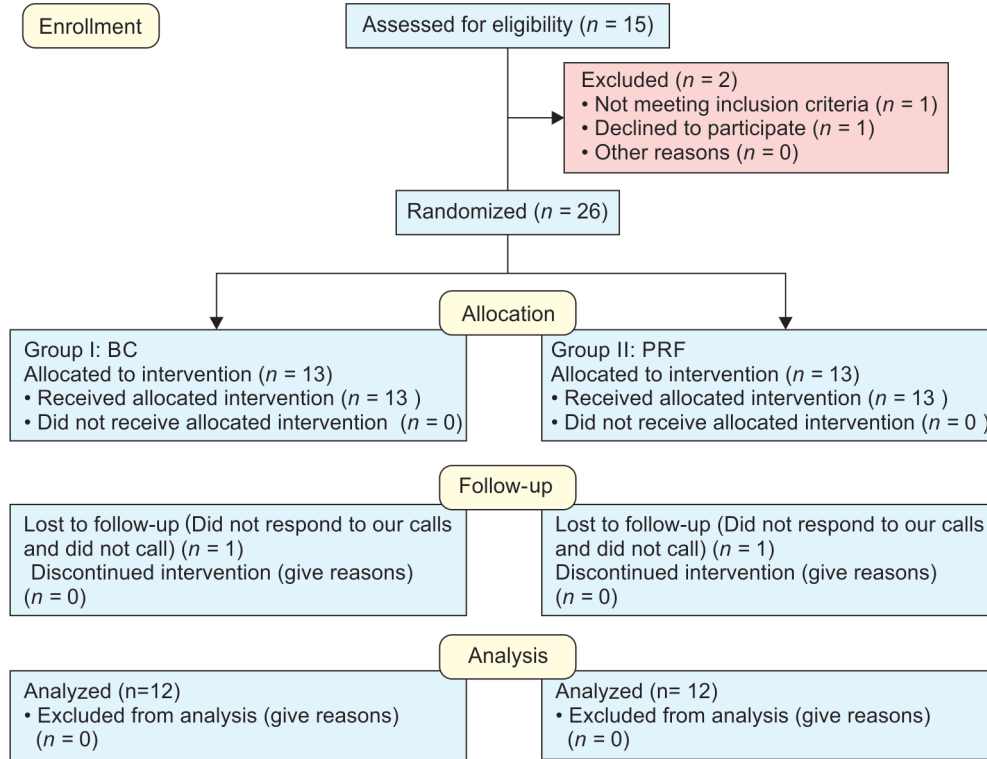 Enrollment
Assessed for eligibility (n = 15)
Excluded (n = 2)
• Not meeting inclusion criteria (n = 1)
• Declined to participate (n = 1)
• Other reasons (n = 0)
Randomized (n = 26)
Allocation
Group I: BC
Allocated to intervention (n = 13)
• Received allocated intervention (n = 13 )
• Did not receive allocated intervention (n = 0)
Group II: PRF
Allocated to intervention (n = 13)
• Received allocated intervention (n = 13 )
• Did not receive allocated intervention (n = 0 )
Follow-up
Lost to follow-up (Did not respond to our calls
and did not call) (n = 1)
Discontinued intervention (give reasons)
(n = 0)
Lost to follow-up (Did not respond to our calls
and did not call) (n = 1)
Discontinued intervention (give reasons)
(n = 0)
Analysis
Analyzed (n=12)
• Excluded from analysis (give reasons)
(n = 0)
Analyzed (n= 12)
• Excluded from analysis (give reasons)
(n = 0)